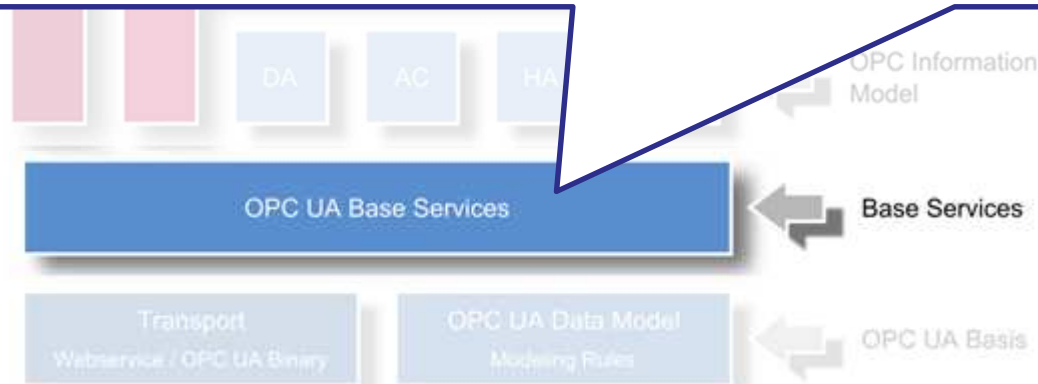 DA
AC
HA
OPC Information
Model
OPC UA Base Services
Base Services
Transport
Webservice / OPC UA Binary
OPC UA Data Model
Modeling Rules
OPC UA Basis